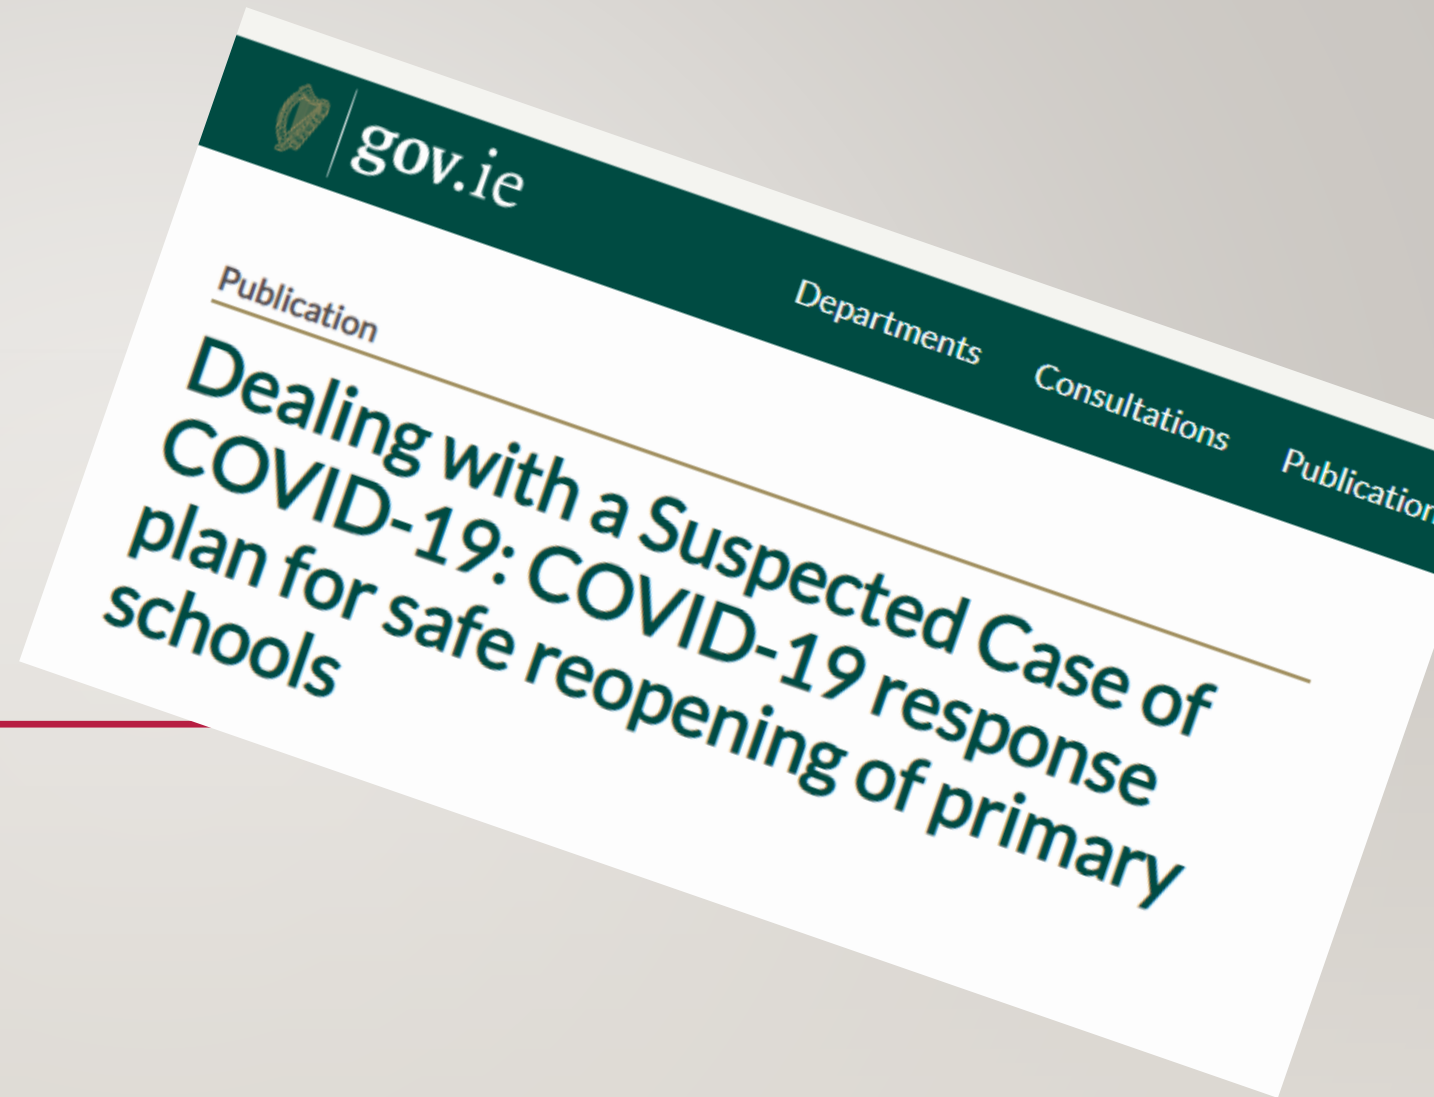 gov.ie
Departments
Consultations
Publication
Publication
Dealing with a Suspected Case of
COVID-19: COVID-19 response
plan for safe reopening of primary
schools